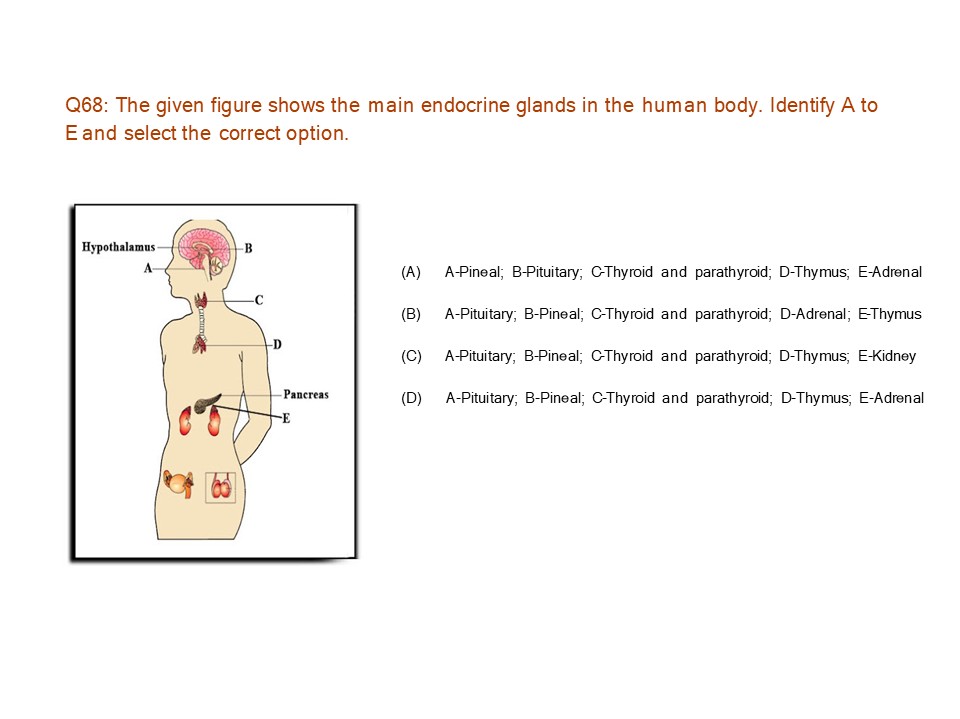 Q68: The given figure shows the main endocrine glands in the human body. Identify A to
E and select the correct option.
Hypothalamus
B
A
C
D
Pancreas
E
(A) A-Pineal; B-Pituitary; C-Thyroid and parathyroid; D-Thymus; E-Adrenal
(B) A-Pituitary; B-Pineal; C-Thyroid and parathyroid; D-Adrenal; E-Thymus
(C) A-Pituitary; B-Pineal; C-Thyroid and parathyroid; D-Thymus; E-Kidney
(D) A-Pituitary; B-Pineal; C-Thyroid and parathyroid; D-Thymus; E-Adrenal